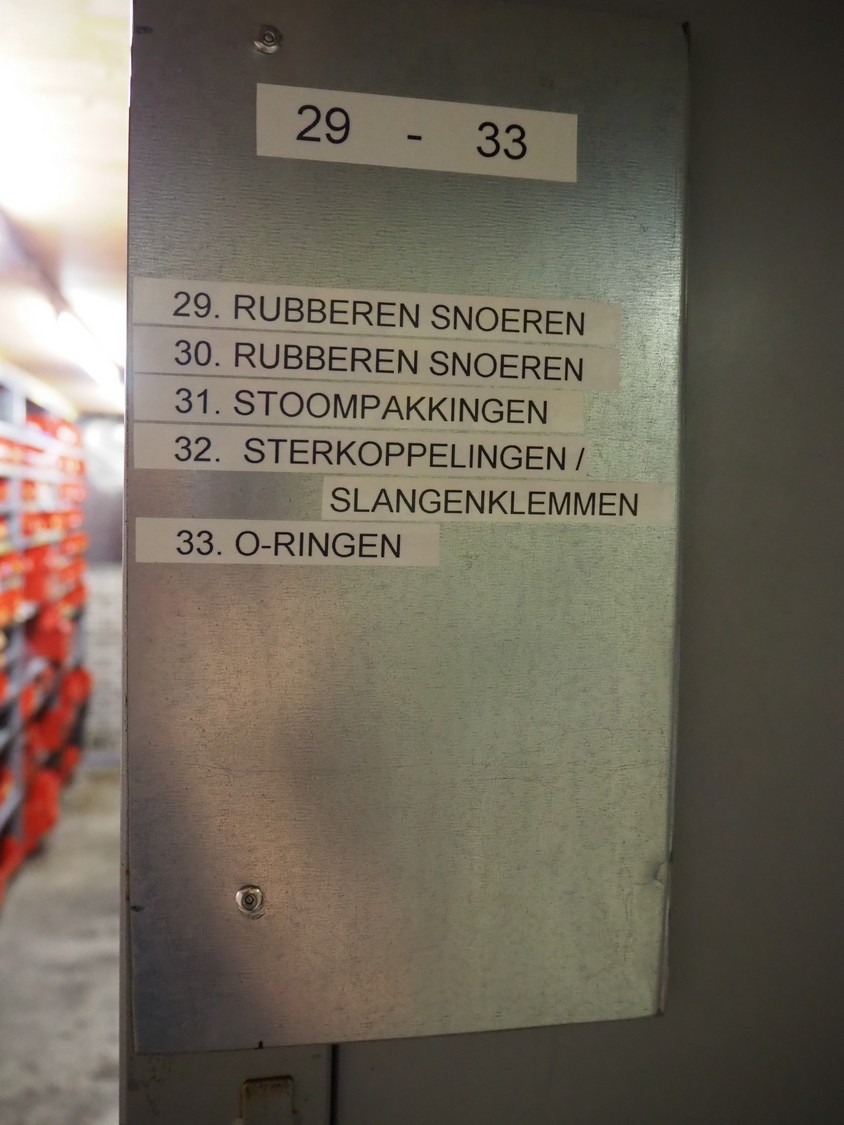 29 - 33
29. RUBBEREN SNOEREN
30. RUBBEREN SNOEREN
31. STOOMPAKKINGEN
32. STERKOPPELINGEN /
SLANGENKLEMMEN
33. O-RINGEN